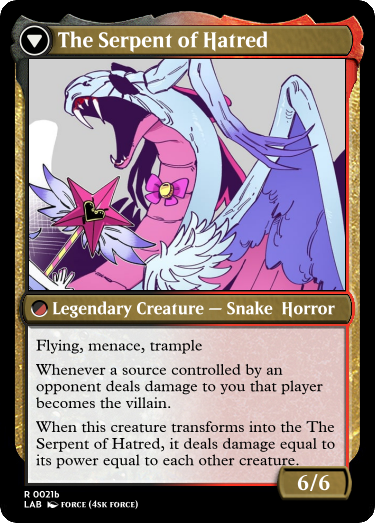 The Serpent of Hatred
Legendary Creature — Snake Horror
Flying, menace, trample
Whenever a source controlled by an
opponent deals damage to you that player
becomes the villain.
When this creature transforms into the The
Serpent of Hatred, it deals damage equal to
its power equal to each other creature.
6/6
R 0021b
LAB FORCE (4SK FORCE)